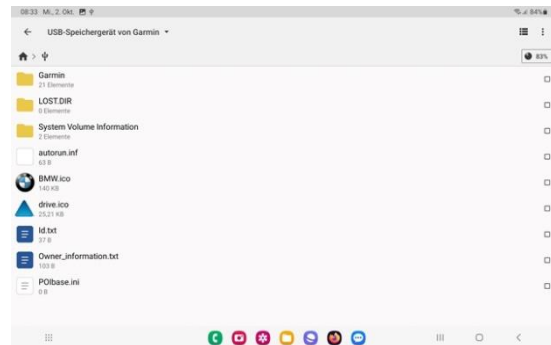 08:33 Mi., 2. Okt.
84%
USB-Speichergerät von Garmin
83%
Garmin
21 Elemente
LOST.DIR
0 Elemente
System Volume Information
2 Elemente
autorun.inf
63 B
BMW.ico
140 KB
drive.ico
25,21 KB
Id.txt
37 B
Owner_information.txt
103 B
POIbase.ini
0 B